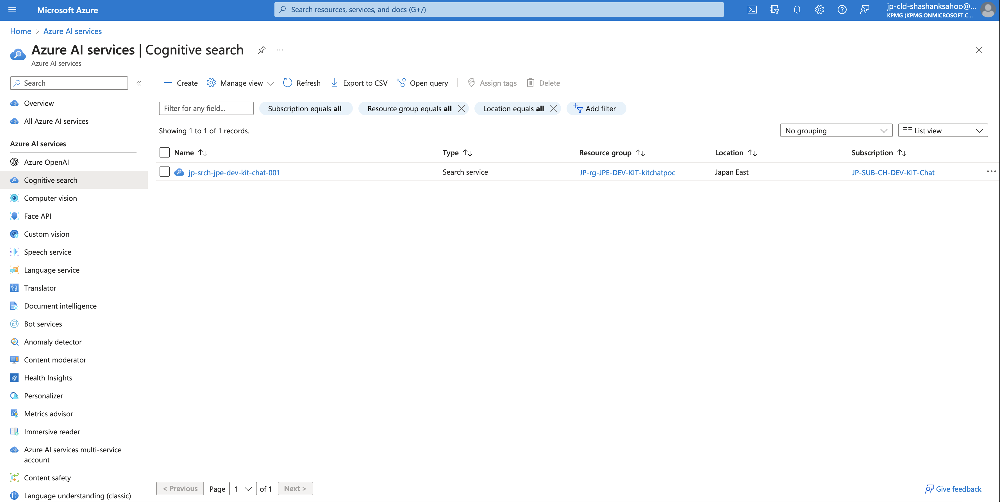 Microsoft Azure
Search resources, services, and docs (G+/)
jp-cld-shashanksahoo@...
KPMG (KPMG.ONMICROSOFT.C...
Home > Azure AI services
Azure AI services | Cognitive search
Azure AI services
Search
Create
Manage view
Refresh
Export to CSV
Open query
Assign tags
Delete
Overview
All Azure AI services
Azure AI services
Azure OpenAI
Cognitive search
Computer vision
Face API
Custom vision
Speech service
Language service
Translator
Document intelligence
Bot services
Anomaly detector
Content moderator
Health Insights
Personalizer
Metrics advisor
Immersive reader
Azure AI services multi-service
account
Content safety
Language understanding (classic)
Filter for any field...
Subscription equals all
Resource group equals all
Location equals all
Add filter
Showing 1 to 1 of 1 records.
No grouping
List view
Name Type Resource group Location Subscription
jp-srch-jpe-dev-kit-chat-001 Search service JP-rg-JPE-DEV-KIT-kitchatpoc Japan East JP-SUB-CH-DEV-KIT-Chat
< Previous Page 1 of 1 Next >
Give feedback